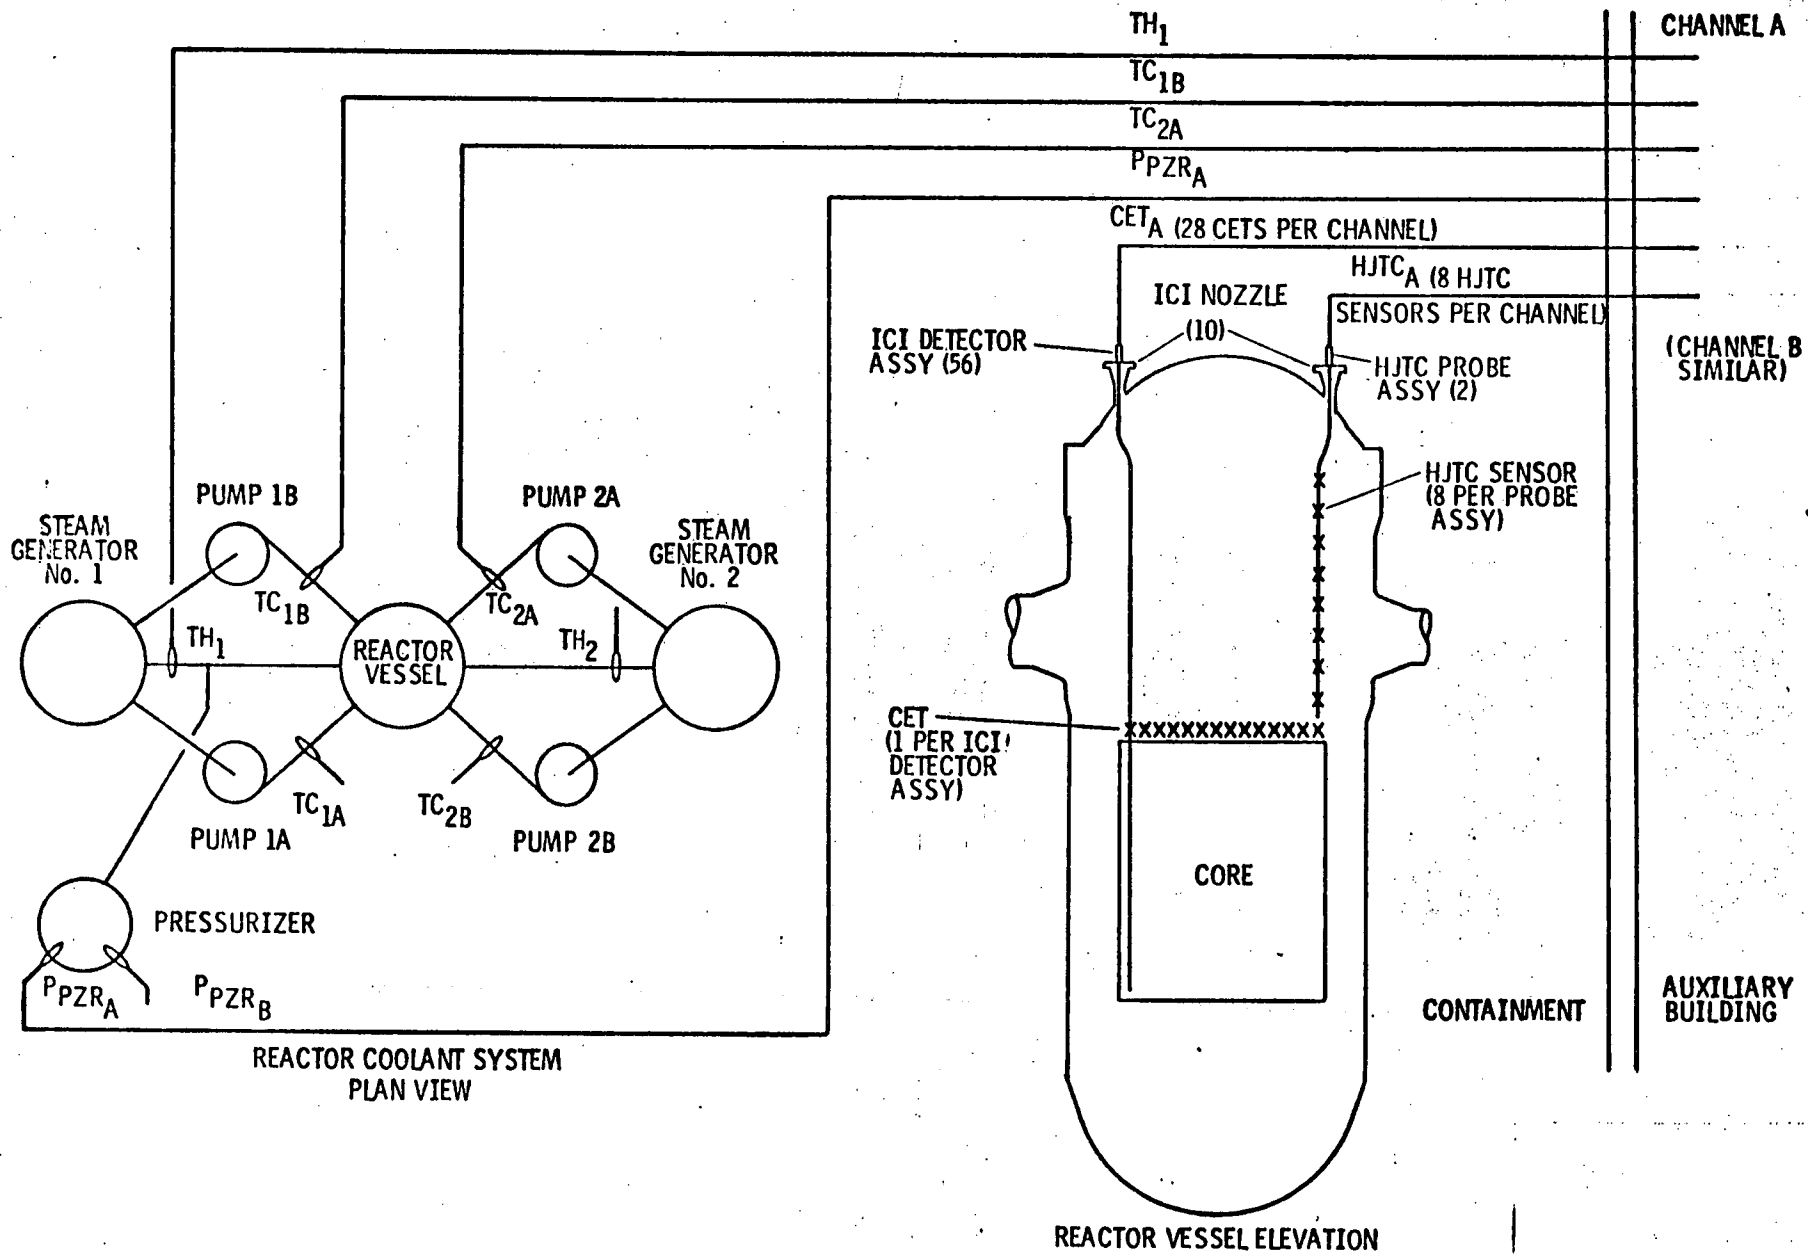 TH1
CHANNEL A
TC1B
TC2A
PPZRA
CETA (28 CETS PER CHANNEL)
HJTCA (8 HJTC
SENSORS PER CHANNEL)
ICI NOZZLE
(10)
ICI DETECTOR
ASSY (56)
HJTC PROBE
ASSY (2)
(CHANNEL B
SIMILAR)
HJTC SENSOR
(8 PER PROBE
ASSY)
PUMP 1B
PUMP 2A
STEAM
GENERATOR
No. 1
STEAM
GENERATOR
No. 2
TC1B
TC2A
TH1
REACTOR
VESSEL
TH2
CET
(1 PER ICI
DETECTOR
ASSY)
TC1A
TC2B
PUMP 1A
PUMP 2B
CORE
PRESSURIZER
PPZRA
PPZRB
CONTAINMENT
AUXILIARY
BUILDING
REACTOR COOLANT SYSTEM
PLAN VIEW
REACTOR VESSEL ELEVATION